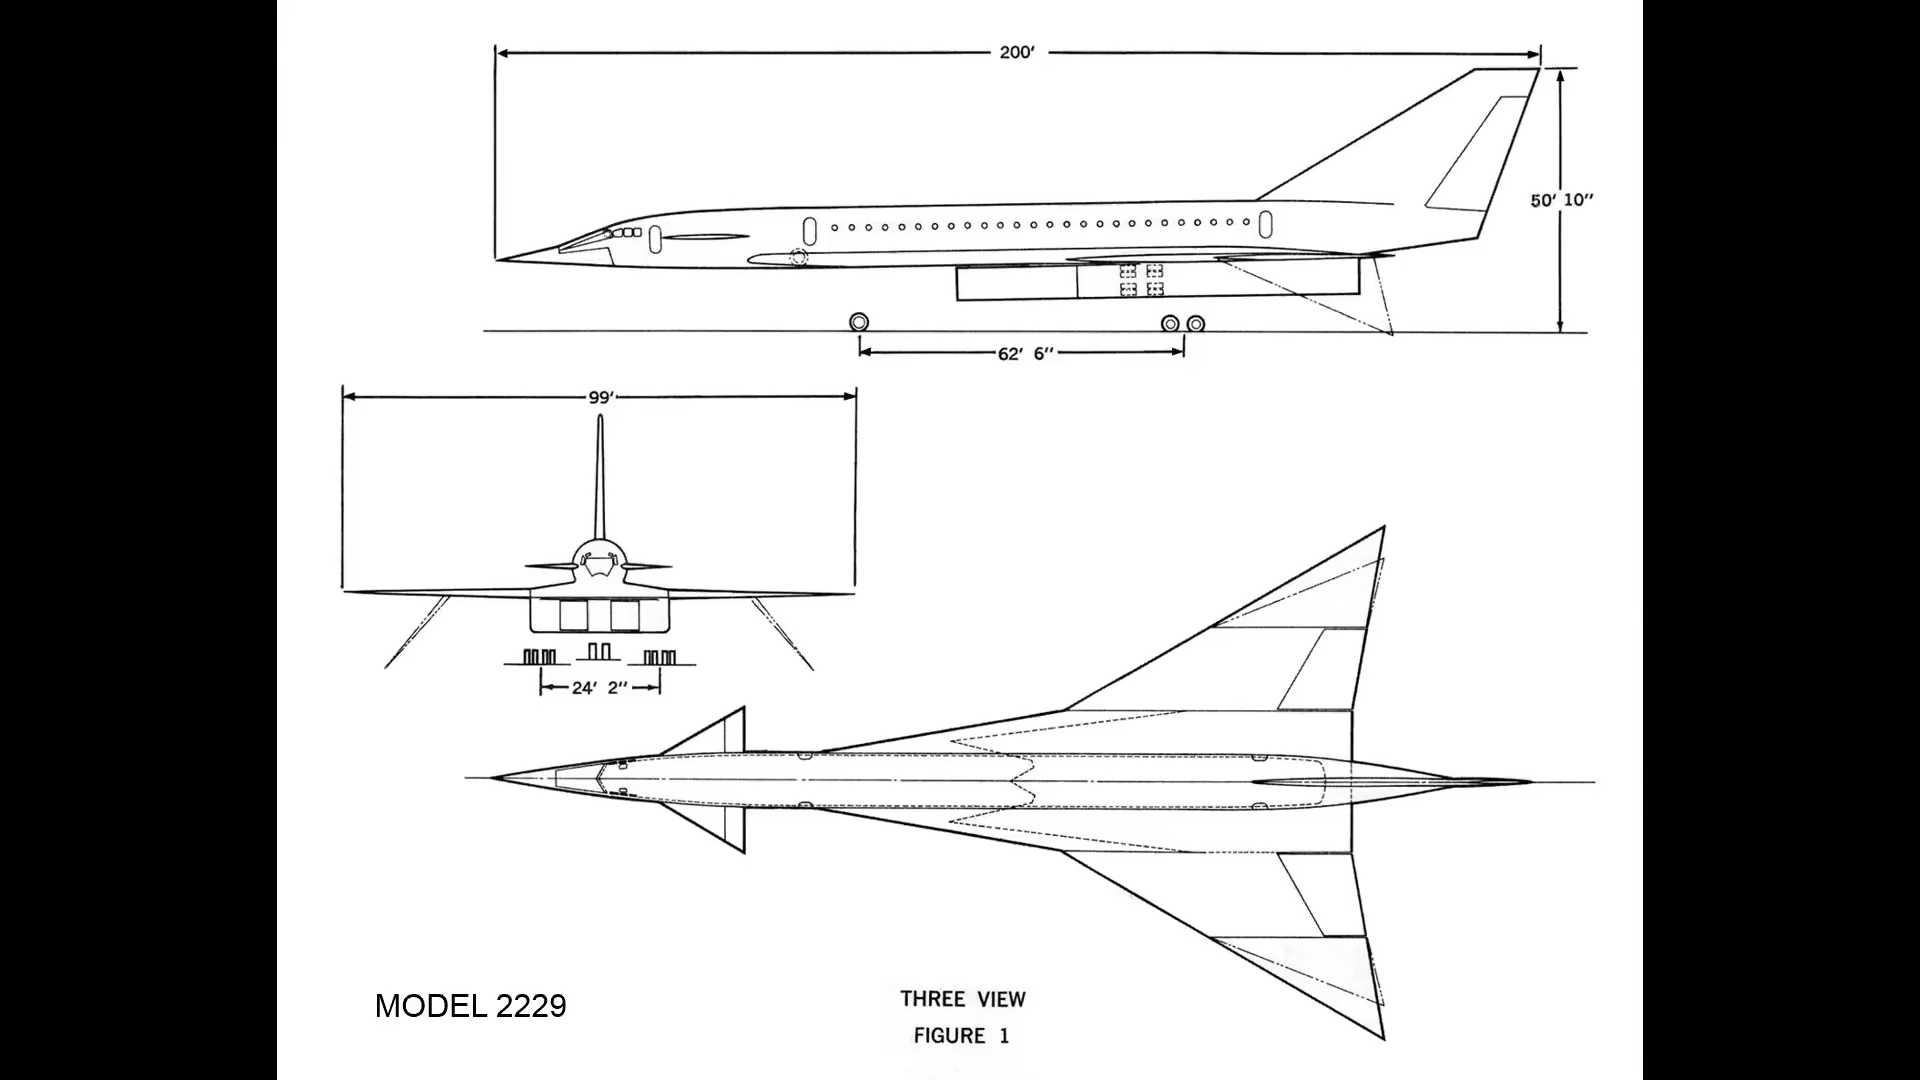 200′
50′ 10′′
62′ 6′′
99′
24′ 2′′
MODEL 2229
THREE VIEW
FIGURE 1